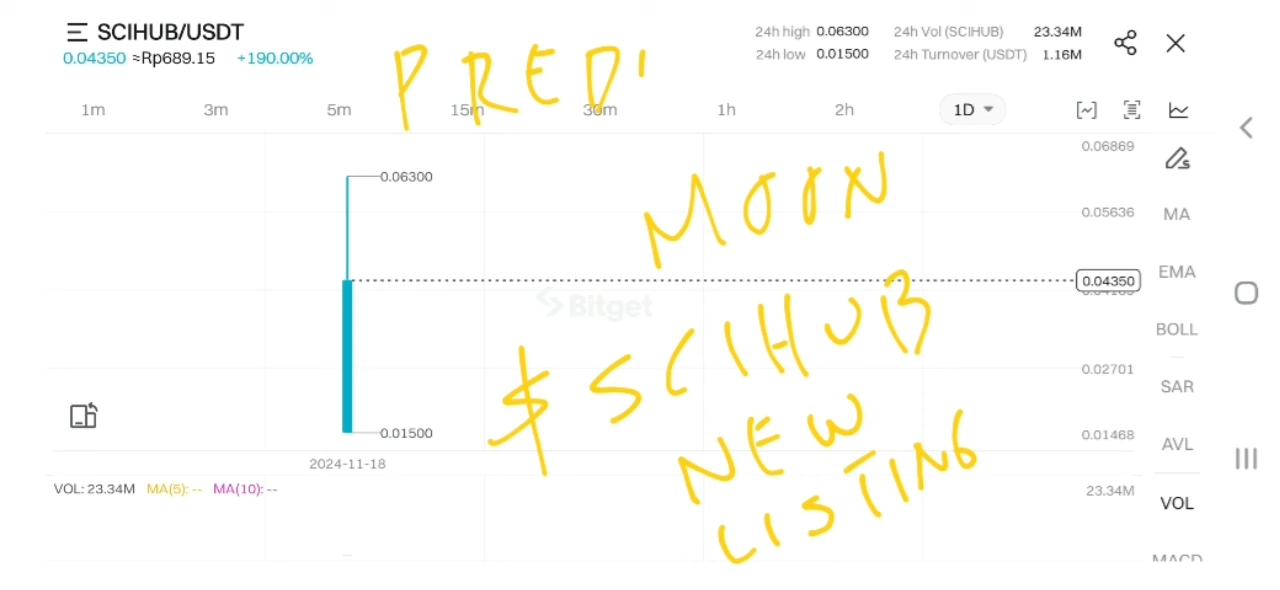 SCIHUB/USDT
0.04350 ≈Rp689.15 +190.00%
24h high 0.06300 24h Vol (SCIHUB) 23.34M
24h low 0.01500 24h Turnover (USDT) 1.16M
PREDI
1m 3m 5m 15m 30m 1h 2h 1D
0.06869
0.06300
MOON
0.05636
MA
EMA
0.04350
Bitget
$SCIHUB
BOLL
0.02701
SAR
NEW
0.01500
0.01468
AVL
LISTING
2024-11-18
VOL: 23.34M MA(5): -- MA(10): --
23.34M
VOL
MACD